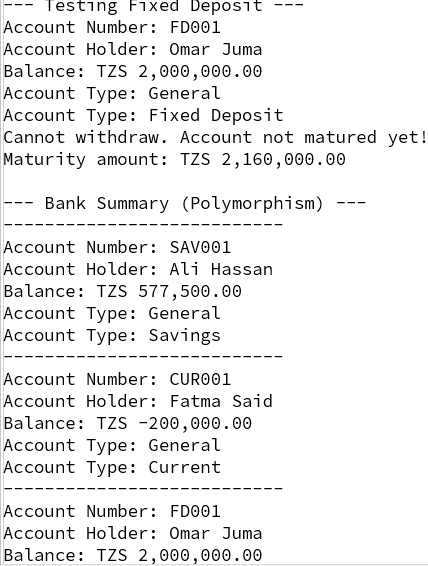 --- Testing Fixed Deposit ---
Account Number: FD001
Account Holder: Omar Juma
Balance: TZS 2,000,000.00
Account Type: General
Account Type: Fixed Deposit
Cannot withdraw. Account not matured yet!
Maturity amount: TZS 2,160,000.00

--- Bank Summary (Polymorphism) ---
---------------------------
Account Number: SAV001
Account Holder: Ali Hassan
Balance: TZS 577,500.00
Account Type: General
Account Type: Savings
---------------------------
Account Number: CUR001
Account Holder: Fatma Said
Balance: TZS -200,000.00
Account Type: General
Account Type: Current
---------------------------
Account Number: FD001
Account Holder: Omar Juma
Balance: TZS 2,000,000.00